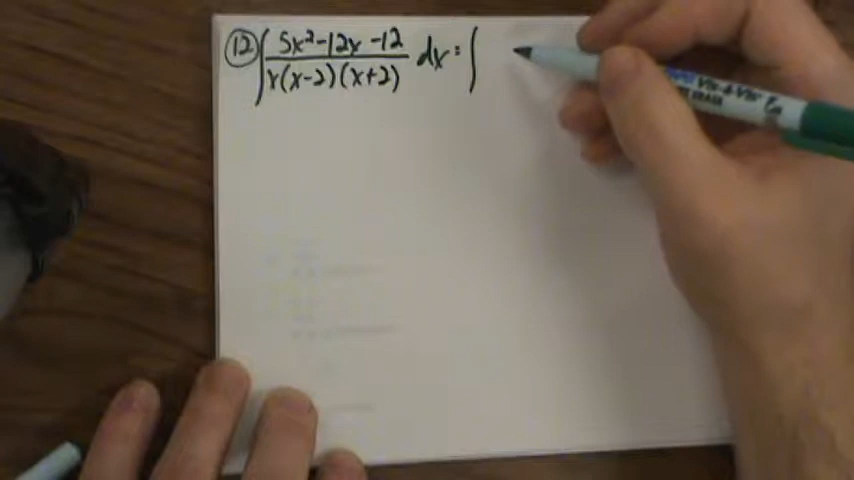 12 ∫ (5x²-12x-12)/(x(x-2)(x+2)) dx = ∫